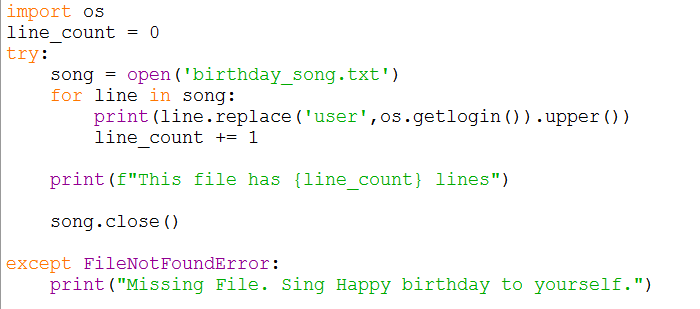 import os
line_count = 0
try:
    song = open('birthday_song.txt')
    for line in song:
        print(line.replace('user',os.getlogin()).upper())
        line_count += 1
    print(f"This file has {line_count} lines")
    song.close()
except FileNotFoundError:
    print("Missing File. Sing Happy birthday to yourself.")